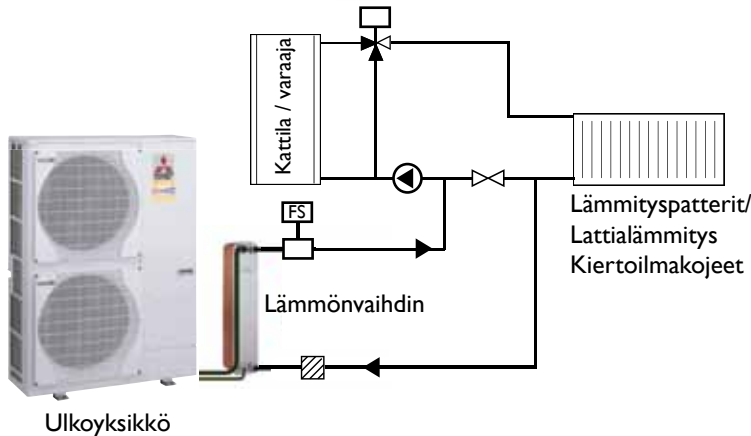 Kattila / varaaja
FS
Lämmityspatterit/
Lattialämmitys
Kiertoilmakojeet
Lämmönvaihdin
Ulkoyksikkö